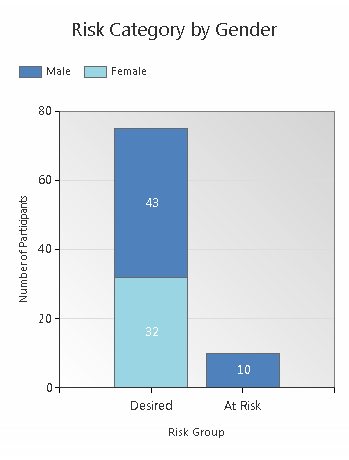 Risk Category by Gender
Male Female
80
60
40
20
0
Number of Participants
43
32
10
Desired At Risk
Risk Group